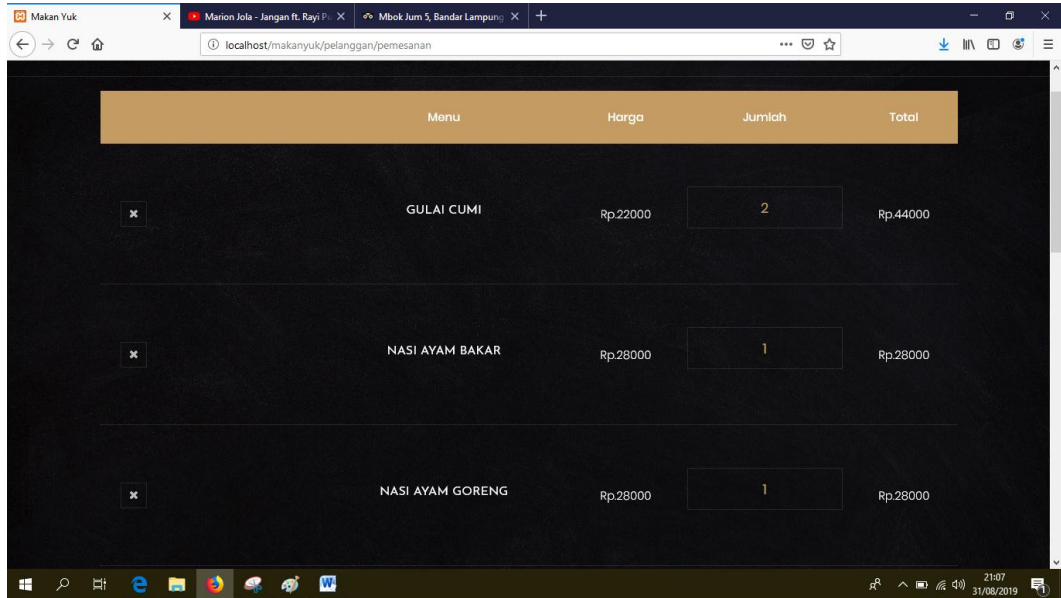 Makan Yuk
Marion Jola - Jangan ft. Rayi Pu
Mbok Jum 5, Bandar Lampung
localhost/makanyuk/pelanggan/pemesanan
Menu Harga Jumlah Total
GULAI CUMI Rp.22000 2 Rp.44000
NASI AYAM BAKAR Rp.28000 1 Rp.28000
NASI AYAM GORENG Rp.28000 1 Rp.28000
21:07
31/08/2019